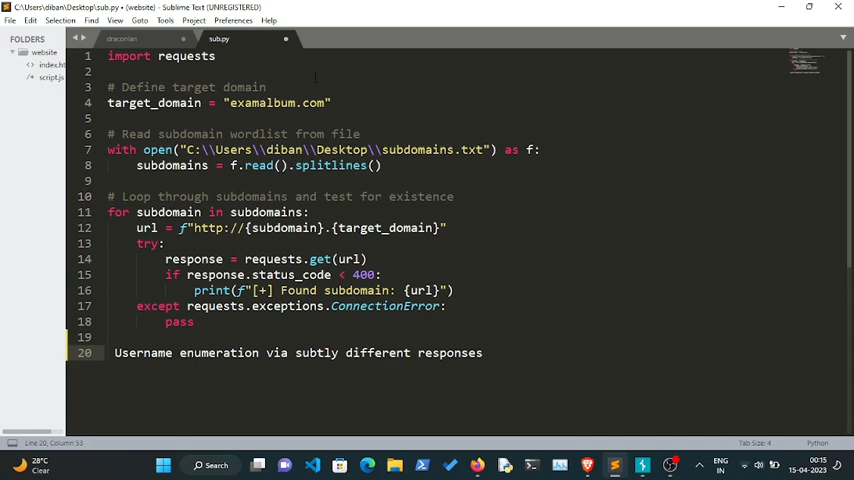 C:\Users\diban\Desktop\sub.py • (website) - Sublime Text (UNREGISTERED)
File Edit Selection Find View Goto Tools Project Preferences Help
FOLDERS
website
index.ht
script.js
draconian
sub.py
1 import requests
2
3 # Define target domain
4 target_domain = "examalbum.com"
5
6 # Read subdomain wordlist from file
7 with open("C:\\Users\\diban\\Desktop\\subdomains.txt") as f:
8     subdomains = f.read().splitlines()
9
10 # Loop through subdomains and test for existence
11 for subdomain in subdomains:
12     url = f"http://{subdomain}.{target_domain}"
13     try:
14         response = requests.get(url)
15         if response.status_code < 400:
16             print(f"[+] Found subdomain: {url}")
17     except requests.exceptions.ConnectionError:
18         pass
19
20  Username enumeration via subtly different responses
Line 20, Column 53
Tab Size: 4
Python
28°C
Clear
Search
ENG
IN
00:15
15-04-2023